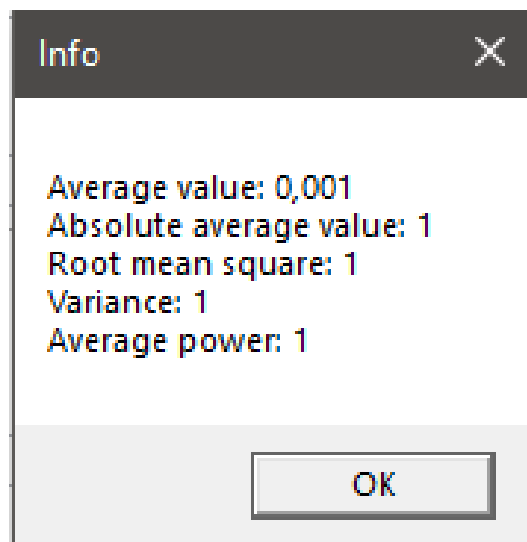 Info
Average value: 0,001
Absolute average value: 1
Root mean square: 1
Variance: 1
Average power: 1
OK